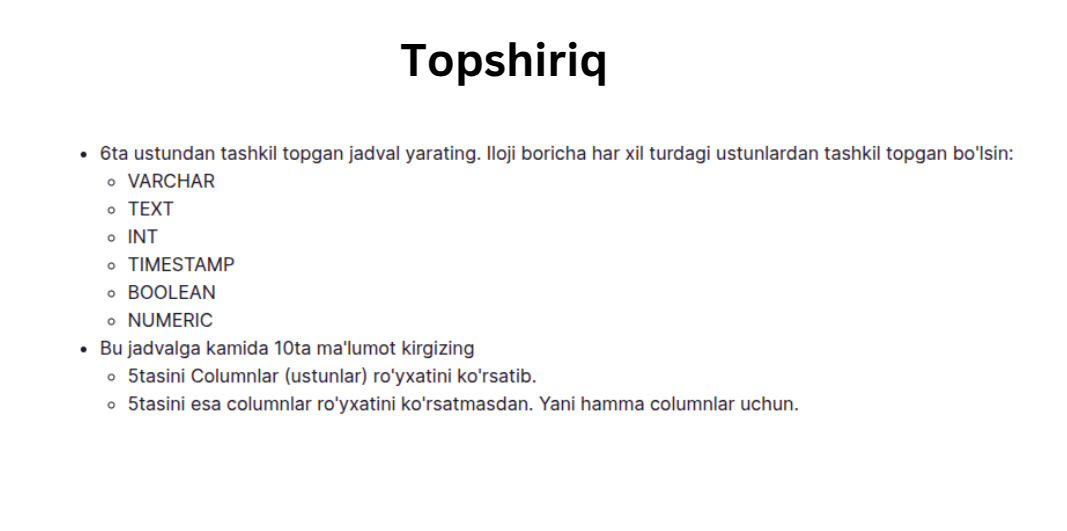 Topshiriq
• 6ta ustundan tashkil topgan jadval yarating. Iloji boricha har xil turdagi ustunlardan tashkil topgan bo'lsin:
◦ VARCHAR
◦ TEXT
◦ INT
◦ TIMESTAMP
◦ BOOLEAN
◦ NUMERIC
• Bu jadvalga kamida 10ta ma'lumot kirgizing
◦ 5tasini Columnlar (ustunlar) ro'yxatini ko'rsatib.
◦ 5tasini esa columnlar ro'yxatini ko'rsatmasdan. Yani hamma columnlar uchun.